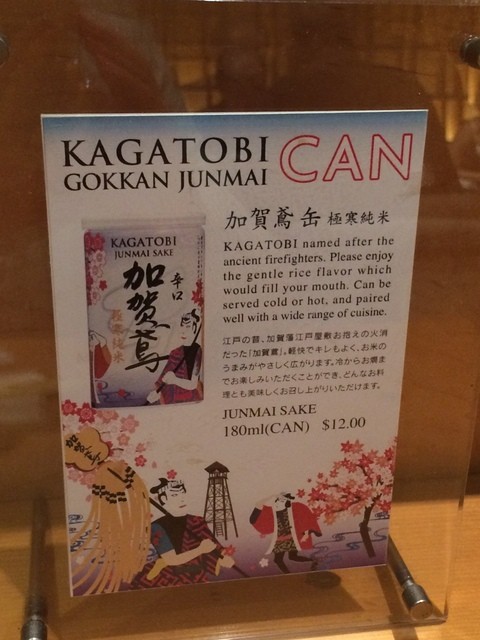 KAGATOBI CAN
GOKKAN JUNMAI
加賀鳶 缶 極寒純米
KAGATOBI
JUNMAI SAKE
加賀鳶
辛口
極寒純米
KAGATOBI named after the
ancient firefighters. Please enjoy
the gentle rice flavor which
would fill your mouth. Can be
served cold or hot, and paired
well with a wide range of cuisine.
江戸の昔、加賀藩江戸屋敷お抱えの火消
だった「加賀鳶」。軽快でキレもよく、お米の
うまみがやさしく広がります。冷からお燗ま
でお楽しみいただくことができ、どんなお料
理とも美味しくお召し上がりいただけます。
JUNMAI SAKE
180ml(CAN) $12.00